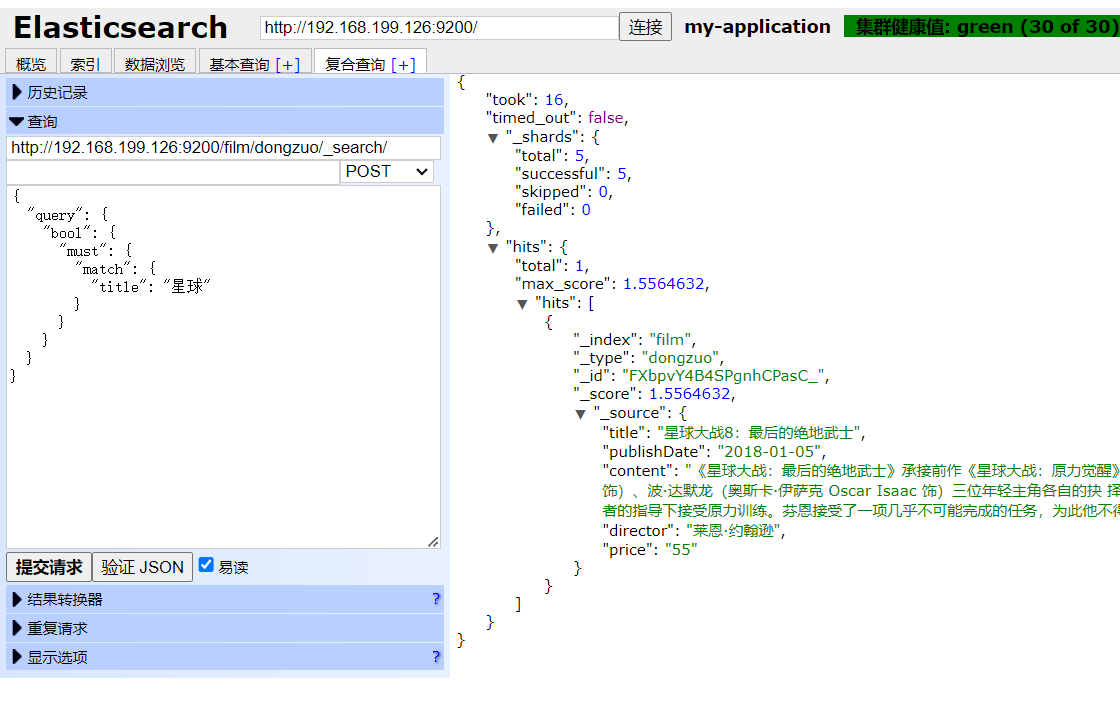 Elasticsearch http://192.168.199.126:9200/ 连接 my-application 集群健康值: green (30 of 30)
概览 索引 数据浏览 基本查询 [+] 复合查询 [+]
历史记录
查询
http://192.168.199.126:9200/film/dongzuo/_search/
POST
{
"query": {
"bool": {
"must": {
"match": {
"title": "星球"
}
}
}
}
}
提交请求 验证 JSON 易读
结果转换器 ?
重复请求
显示选项 ?
{
"took": 16,
"timed_out": false,
"_shards": {
"total": 5,
"successful": 5,
"skipped": 0,
"failed": 0
},
"hits": {
"total": 1,
"max_score": 1.5564632,
"hits": [
{
"_index": "film",
"_type": "dongzuo",
"_id": "FXbpvY4B4SPgnhCPasC_",
"_score": 1.5564632,
"_source": {
"title": "星球大战8：最后的绝地武士",
"publishDate": "2018-01-05",
"content": "《星球大战：最后的绝地武士》承接前作《星球大战：原力觉醒》
饰）、波·达默龙（奥斯卡·伊萨克 Oscar Isaac 饰）三位年轻主角各自的抉 择
者的指导下接受原力训练。芬恩接受了一项几乎不可能完成的任务，为此他不得
"director": "莱恩·约翰逊",
"price": "55"
}
}
]
}
}